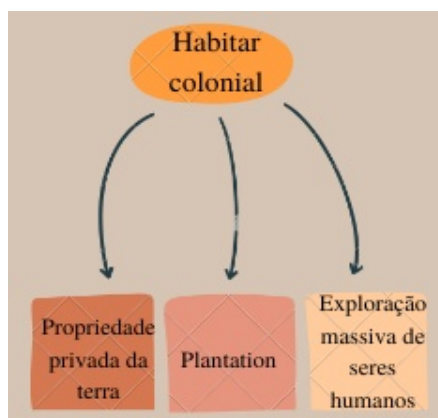 Habitar
colonial
Propriedade
privada da
terra
Plantation
Exploração
massiva de
seres
humanos